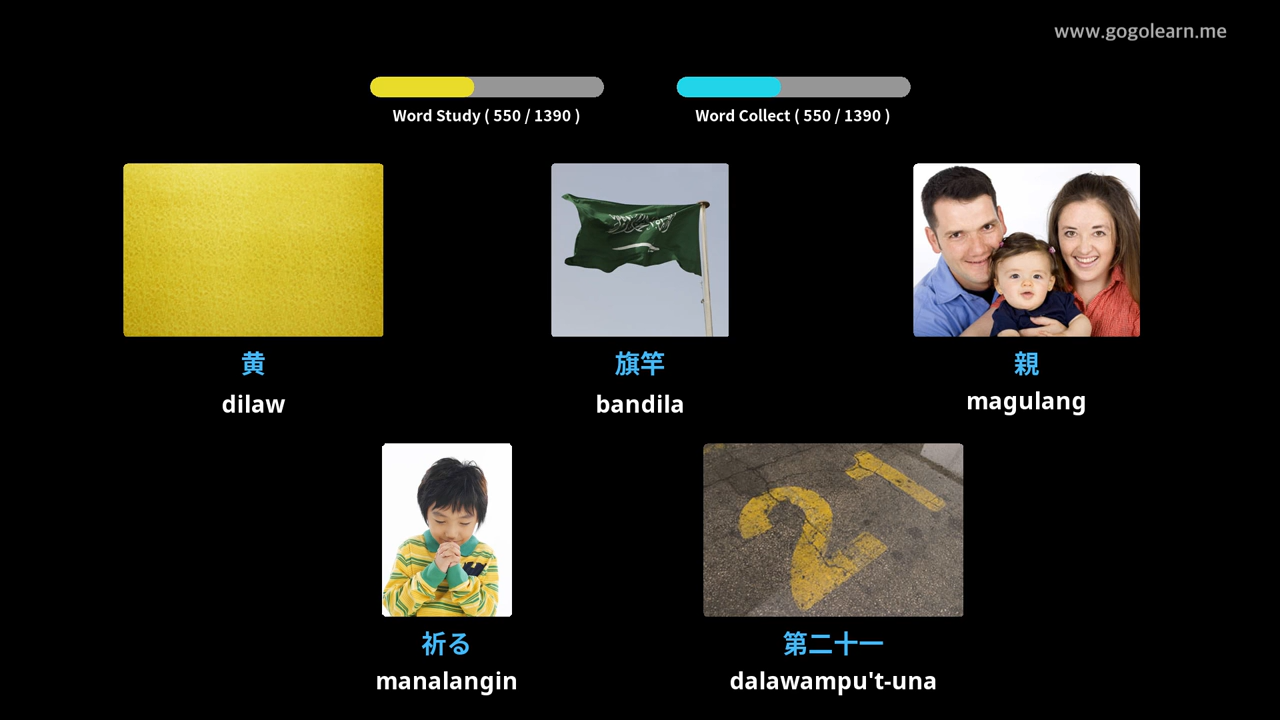 www.gogolearn.me
Word Study ( 550 / 1390 )
Word Collect ( 550 / 1390 )
黄
dilaw
旗竿
bandila
親
magulang
祈る
manalangin
21
第二十一
dalawampu't-una